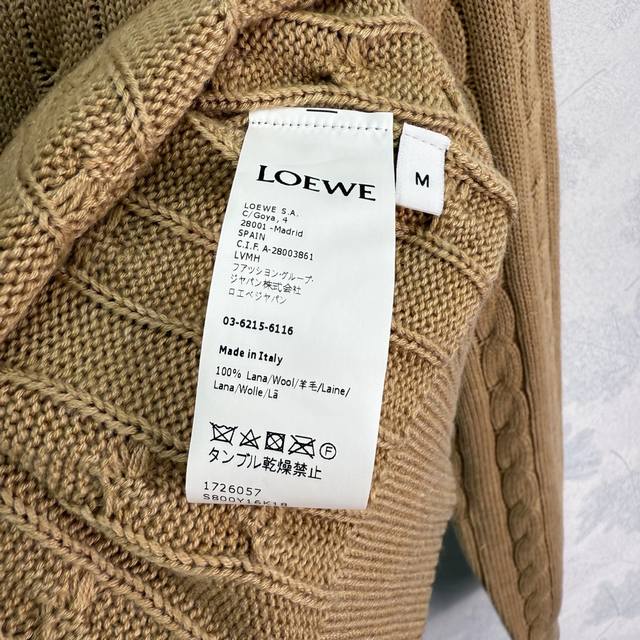 LOEWE
M
LOEWE S.A.
C/Goya, 4
28001 -Madrid
SPAIN
C.I.F. A-28003861
LVMH
ファッション・グループ・
ジャパン株式会社
ロエベジャパン
03-6215-6116
Made in Italy
100% Lana/Wool/羊毛/Laine/
Lana/Wolle/Lã
F
タンブル乾燥禁止
1726057
S800Y16K18